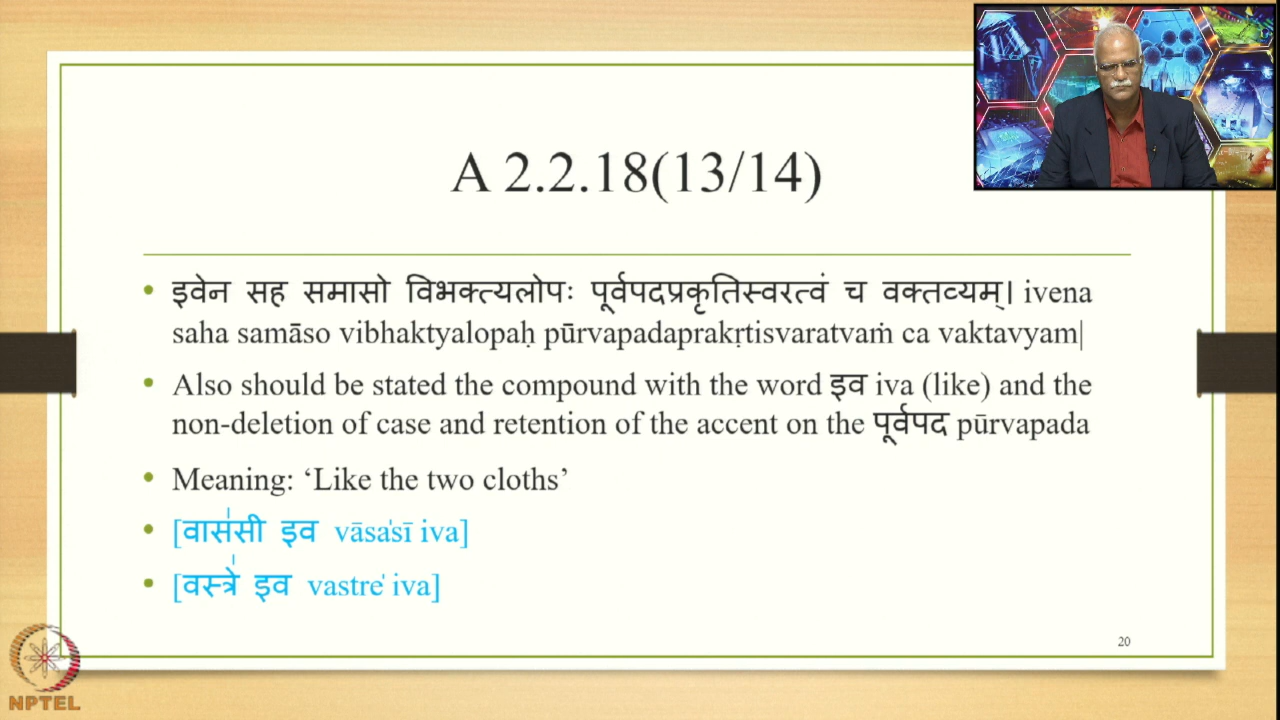 A 2.2.18(13/14)
• इवेन सह समासो विभक्त्यलोपः पूर्वपदप्रकृतिस्वरत्वं च वक्तव्यम्। ivena
saha samāso vibhaktyalopaḥ pūrvapadaprakṛtisvaratvaṁ ca vaktavyam|
• Also should be stated the compound with the word इव iva (like) and the
non-deletion of case and retention of the accent on the पूर्वपद pūrvapada
• Meaning: ‘Like the two cloths’
• [वास॑सी इव vāsa̍sī iva]
• [वस्त्रे॑ इव vastre̍ iva]
20
NPTEL